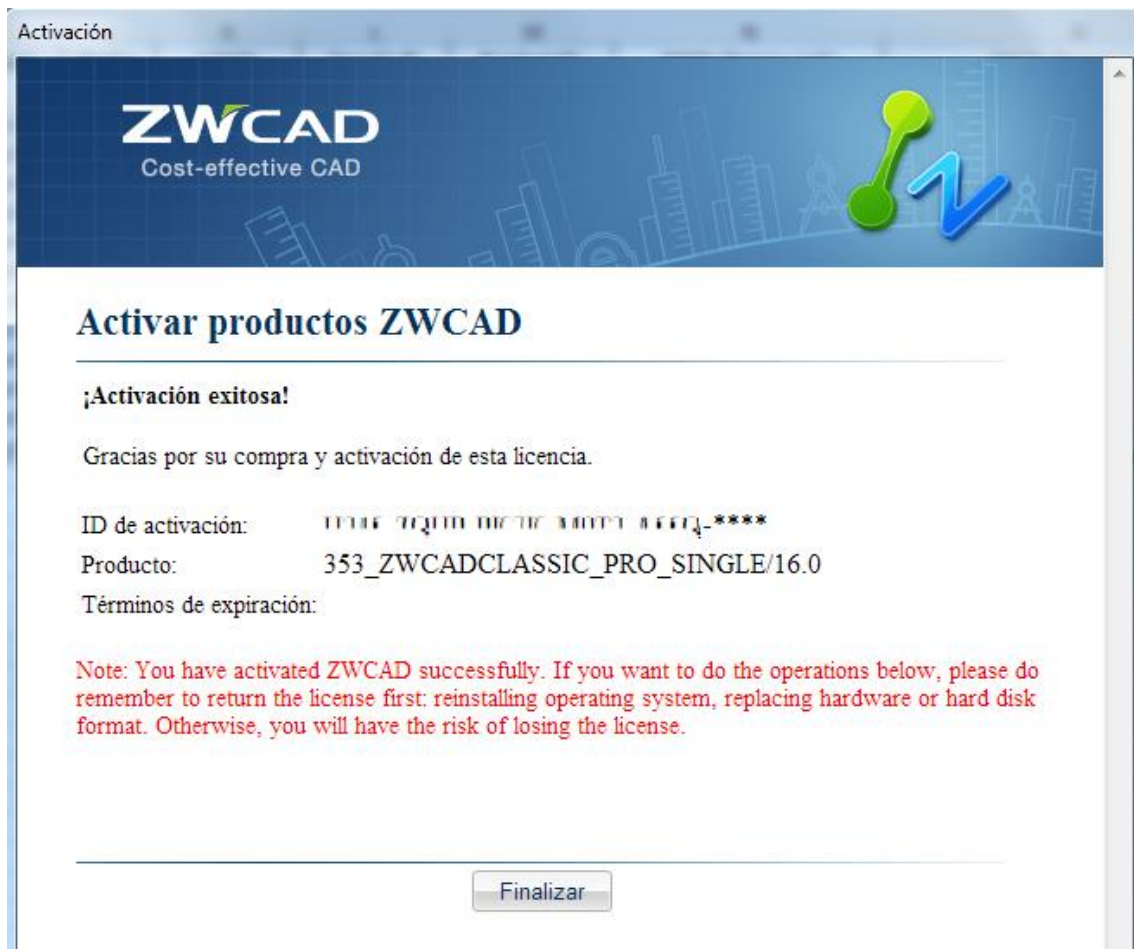 Activación
ZWCAD
Cost-effective CAD
Activar productos ZWCAD
¡Activación exitosa!
Gracias por su compra y activación de esta licencia.
ID de activación: -****
Producto: 353_ZWCADCLASSIC_PRO_SINGLE/16.0
Términos de expiración:
Note: You have activated ZWCAD successfully. If you want to do the operations below, please do
remember to return the license first: reinstalling operating system, replacing hardware or hard disk
format. Otherwise, you will have the risk of losing the license.
Finalizar